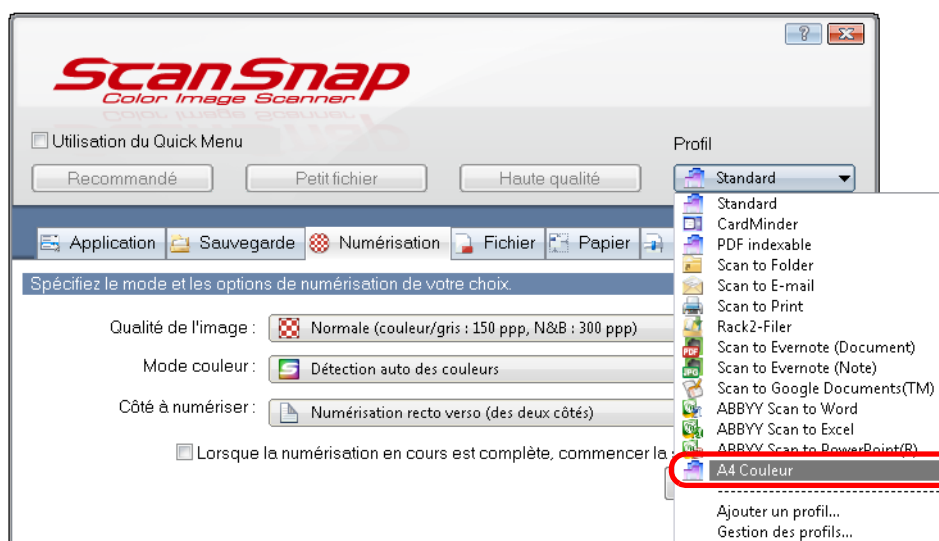 ScanSnap
Color Image Scanner
Utilisation du Quick Menu
Profil
Recommandé
Petit fichier
Haute qualité
Standard
Application
Sauvegarde
Numérisation
Fichier
Papier
Spécifiez le mode et les options de numérisation de votre choix.
Qualité de l'image :
Normale (couleur/gris : 150 ppp, N&B : 300 ppp)
Mode couleur :
Détection auto des couleurs
Côté à numériser :
Numérisation recto verso (des deux côtés)
Lorsque la numérisation en cours est complète, commencer la
Standard
CardMinder
PDF indexable
Scan to Folder
Scan to E-mail
Scan to Print
Rack2-Filer
Scan to Evernote (Document)
Scan to Evernote (Note)
Scan to Google Documents(TM)
ABBYY Scan to Word
ABBYY Scan to Excel
ABBYY Scan to PowerPoint(R)
A4 Couleur
Ajouter un profil...
Gestion des profils...